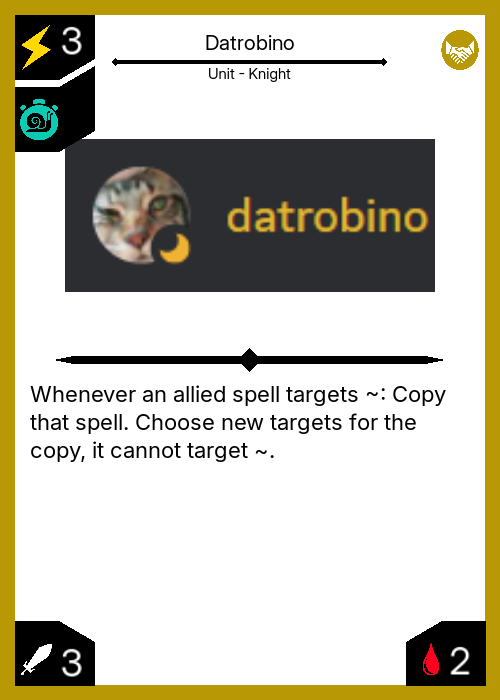 3
Datrobino
Unit - Knight
datrobino
Whenever an allied spell targets ~: Copy
that spell. Choose new targets for the
copy, it cannot target ~.
3
2